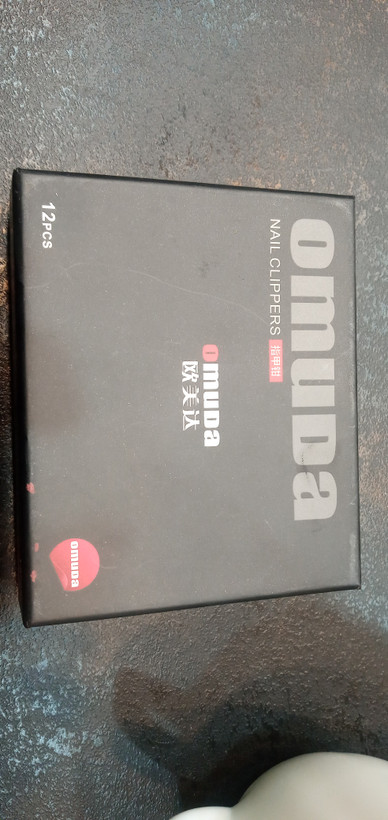 omuDa
NAIL CLIPPERS 指甲钳
omuDa
欧美达
12PCS
omuDa